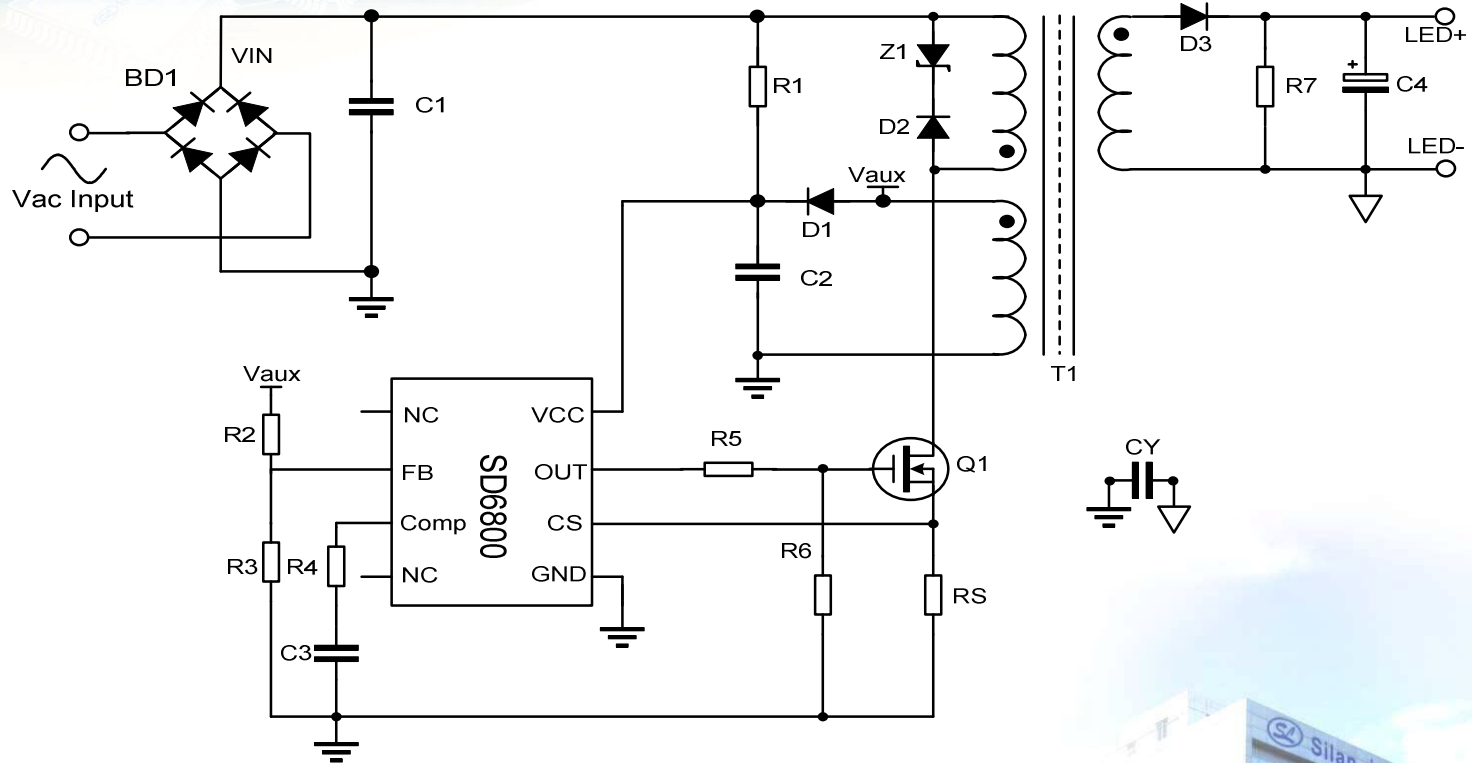 VIN
BD1
Vac Input
C1
R1
Z1
D2
D1
Vaux
C2
T1
D3
R7
+
C4
LED+
LED-
Vaux
R2
R3
R4
C3
NC
FB
Comp
NC
SD6800
VCC
OUT
CS
GND
R5
R6
Q1
RS
CY